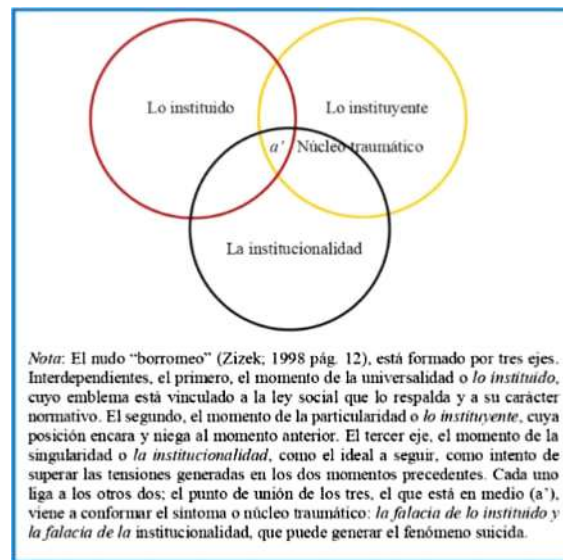 Lo instituido
Lo instituyente
a' Núcleo traumático
La institucionalidad
Nota: El nudo “borromeo” (Zizek; 1998 pág. 12), está formado por tres ejes.
Interdependientes, el primero, el momento de la universalidad o lo instituido,
cuyo emblema está vinculado a la ley social que lo respalda y a su carácter
normativo. El segundo, el momento de la particularidad o lo instituyente, cuya
posición encara y niega al momento anterior. El tercer eje, el momento de la
singularidad o la institucionalidad, como el ideal a seguir, como intento de
superar las tensiones generadas en los dos momentos precedentes. Cada uno
liga a los otros dos; el punto de unión de los tres, el que está en medio (a’),
viene a conformar el síntoma o núcleo traumático: la falacia de lo instituido y
la falacia de la institucionalidad, que puede generar el fenómeno suicida.